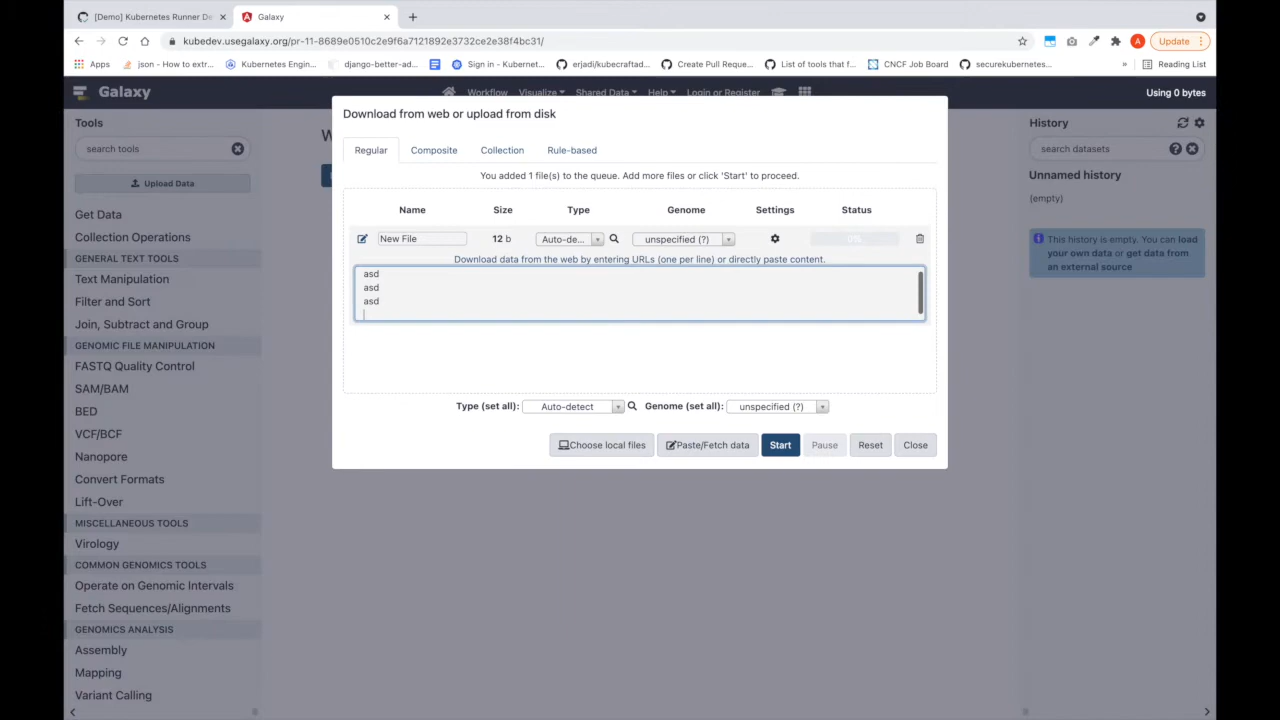 [Demo] Kubernetes Runner De
Galaxy
kubedev.usegalaxy.org/pr-11-8689e0510c2e9f6a7121892e3732ce2e38f4bc31/
A
Update
Apps
json - How to extr...
Kubernetes Engin...
django-better-ad...
Sign in - Kubernet...
erjadi/kubecraftad...
Create Pull Reque...
List of tools that f...
CNCF Job Board
securekubernetes...
»
Reading List
Galaxy
Workflow
Visualize
Shared Data
Help
Login or Register
Using 0 bytes
Tools
search tools
Upload Data
Get Data
Collection Operations
GENERAL TEXT TOOLS
Text Manipulation
Filter and Sort
Join, Subtract and Group
GENOMIC FILE MANIPULATION
FASTQ Quality Control
SAM/BAM
BED
VCF/BCF
Nanopore
Convert Formats
Lift-Over
MISCELLANEOUS TOOLS
Virology
COMMON GENOMICS TOOLS
Operate on Genomic Intervals
Fetch Sequences/Alignments
GENOMICS ANALYSIS
Assembly
Mapping
Variant Calling
W
Download from web or upload from disk
Regular
Composite
Collection
Rule-based
You added 1 file(s) to the queue. Add more files or click 'Start' to proceed.
Name
Size
Type
Genome
Settings
Status
New File
12 b
Auto-de...
unspecified (?)
0%
Download data from the web by entering URLs (one per line) or directly paste content.
asd
asd
asd
Type (set all):
Auto-detect
Genome (set all):
unspecified (?)
Choose local files
Paste/Fetch data
Start
Pause
Reset
Close
History
search datasets
Unnamed history
(empty)
This history is empty. You can load
your own data or get data from
an external source